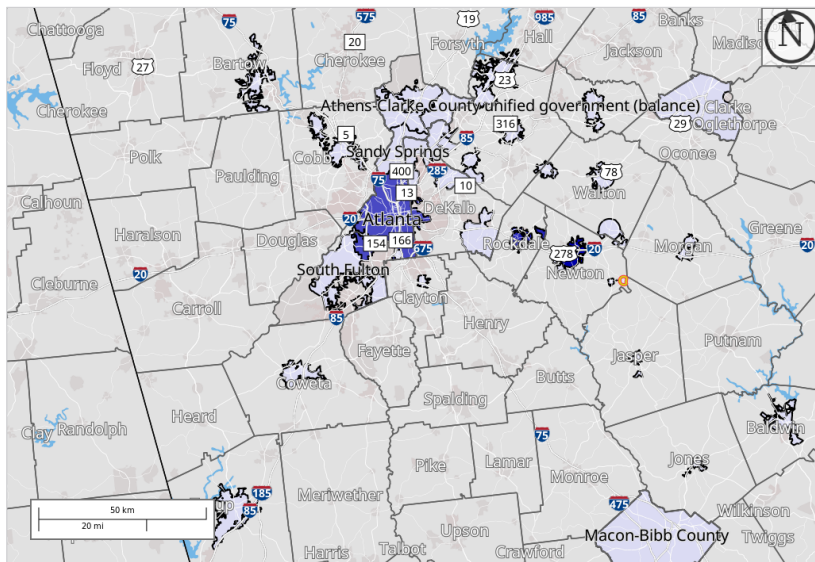 Chattooga
75
575
19
985
85
Banks
Hall
Forsyth
20
Cherokee
Bartow
Floyd
27
Jackson
Madis
N
23
Cherokee
Athens-Clarke County unified government (balance)
Clarke
316
29
Oglethorpe
5
85
Cobb
Sandy Springs
Oconee
Polk
400
285
78
Paulding
75
13
10
Walton
Calhoun
DeKalb
20
Atlanta
Haralson
Douglas
154
166
675
Rockdale
278
20
Morgan
Greene
20
20
South Fulton
Newton
Cleburne
Clayton
Carroll
85
Henry
Putnam
Fayette
Jasper
Coweta
Butts
Spalding
Heard
Clay
Randolph
75
Baldwin
Pike
Lamar
Jones
Monroe
185
Meriwether
85
up
475
50 km
20 mi
Wilkinson
Upson
Macon-Bibb County
Twiggs
Harris
Talbot
Crawford